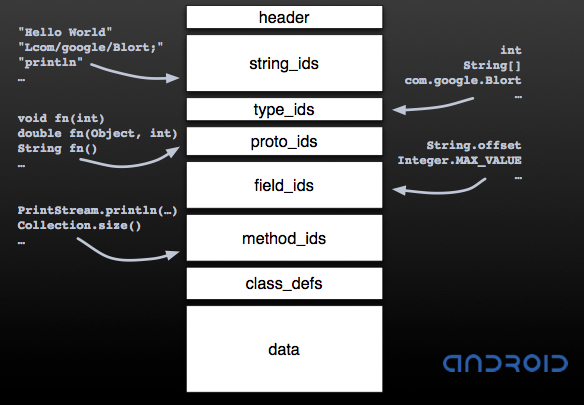 header
"Hello World"
"Lcom/google/Blort;"
"println"
…
string_ids
int
String[]
com.google.Blort
…
type_ids
void fn(int)
double fn(Object, int)
String fn()
…
proto_ids
String.offset
Integer.MAX_VALUE
…
field_ids
PrintStream.println(…)
Collection.size()
…
method_ids
class_defs
data
ANDROID